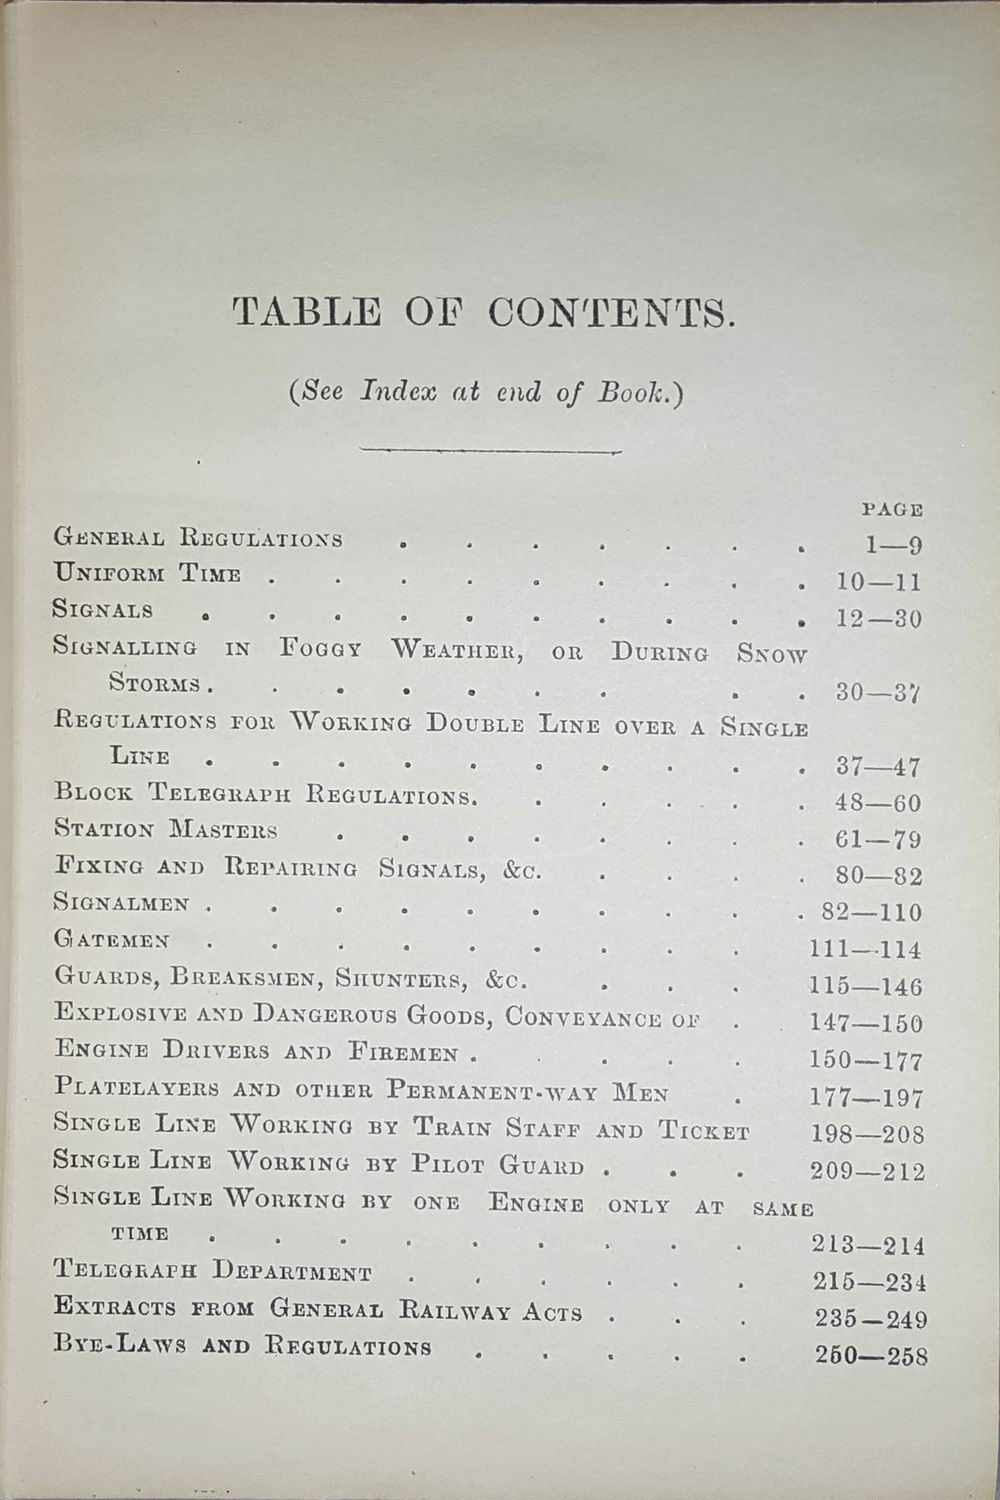 TABLE OF CONTENTS.
(See Index at end of Book.)
PAGE
GENERAL REGULATIONS . . . . . . . 1—9
UNIFORM TIME . . . . . . . . . 10—11
SIGNALS . . . . . . . . . . 12—30
SIGNALLING IN FOGGY WEATHER, OR DURING SNOW
STORMS . . . . . . . . . 30—37
REGULATIONS FOR WORKING DOUBLE LINE OVER A SINGLE
LINE . . . . . . . . . . 37—47
BLOCK TELEGRAPH REGULATIONS. . . . . . 48—60
STATION MASTERS . . . . . . . . 61—79
FIXING AND REPAIRING SIGNALS, &C. . . . . 80—82
SIGNALMEN . . . . . . . . . . 82—110
GATEMEN . . . . . . . . . 111—114
GUARDS, BREAKSMEN, SHUNTERS, &C. . . . 115—146
EXPLOSIVE AND DANGEROUS GOODS, CONVEYANCE OF . 147—150
ENGINE DRIVERS AND FIREMEN . . . . . 150—177
PLATELAYERS AND OTHER PERMANENT-WAY MEN . 177—197
SINGLE LINE WORKING BY TRAIN STAFF AND TICKET 198—208
SINGLE LINE WORKING BY PILOT GUARD . . . 209—212
SINGLE LINE WORKING BY ONE ENGINE ONLY AT SAME
TIME . . . . . . . . . 213—214
TELEGRAPH DEPARTMENT . . . . . . 215—234
EXTRACTS FROM GENERAL RAILWAY ACTS . . . 235—249
BYE-LAWS AND REGULATIONS . . . . . 250—258